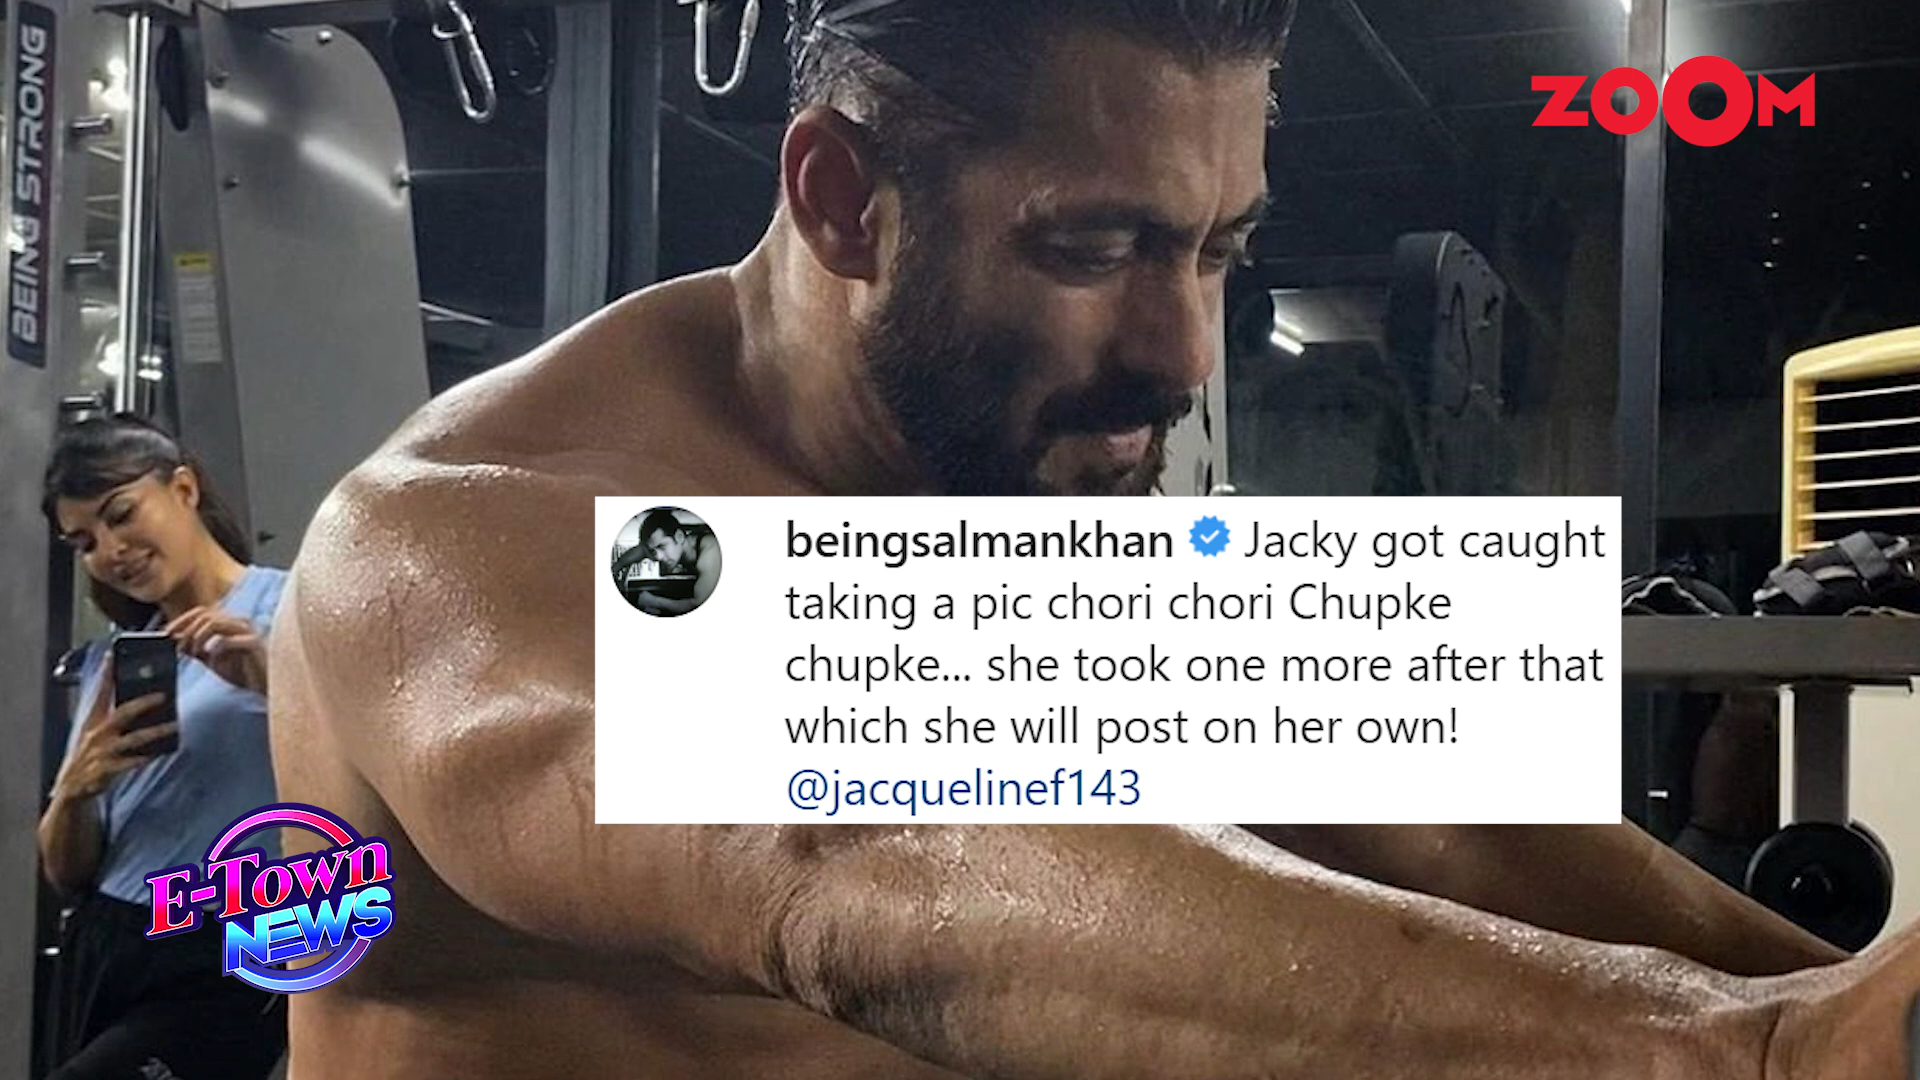 BEING STRONG
ZOOM
beingsalmankhan Jacky got caught
taking a pic chori chori Chupke
chupke... she took one more after that
which she will post on her own!
@jacquelinef143
E-TOWN
NEWS